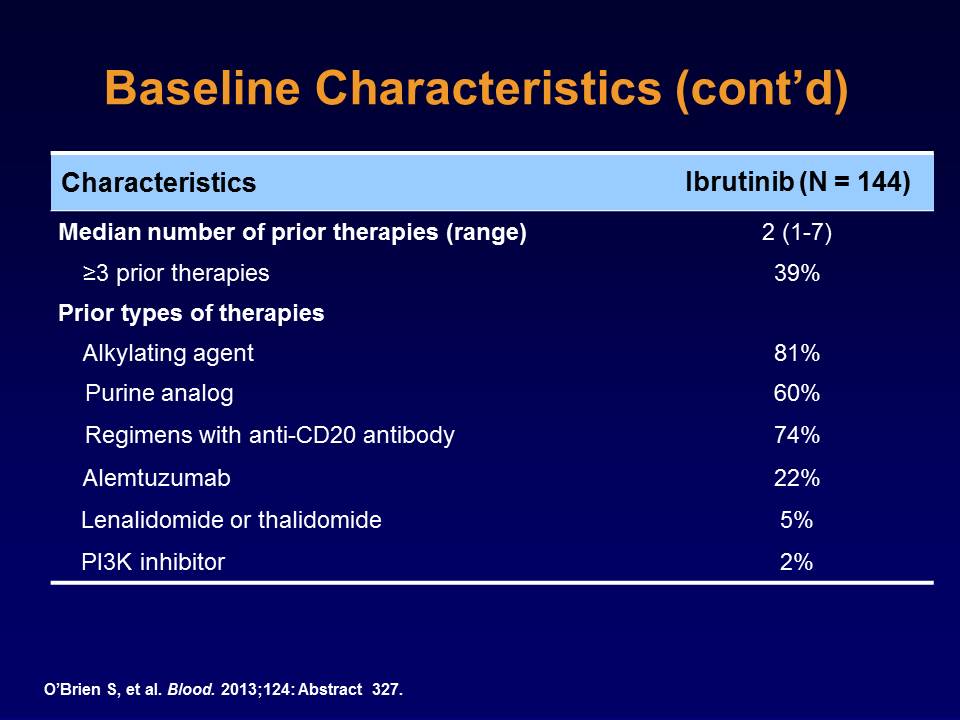 Baseline Characteristics (cont’d)
Characteristics Ibrutinib (N = 144)
Median number of prior therapies (range) 2 (1-7)
≥3 prior therapies 39%
Prior types of therapies
Alkylating agent 81%
Purine analog 60%
Regimens with anti-CD20 antibody 74%
Alemtuzumab 22%
Lenalidomide or thalidomide 5%
PI3K inhibitor 2%
O’Brien S, et al. Blood. 2013;124: Abstract 327.